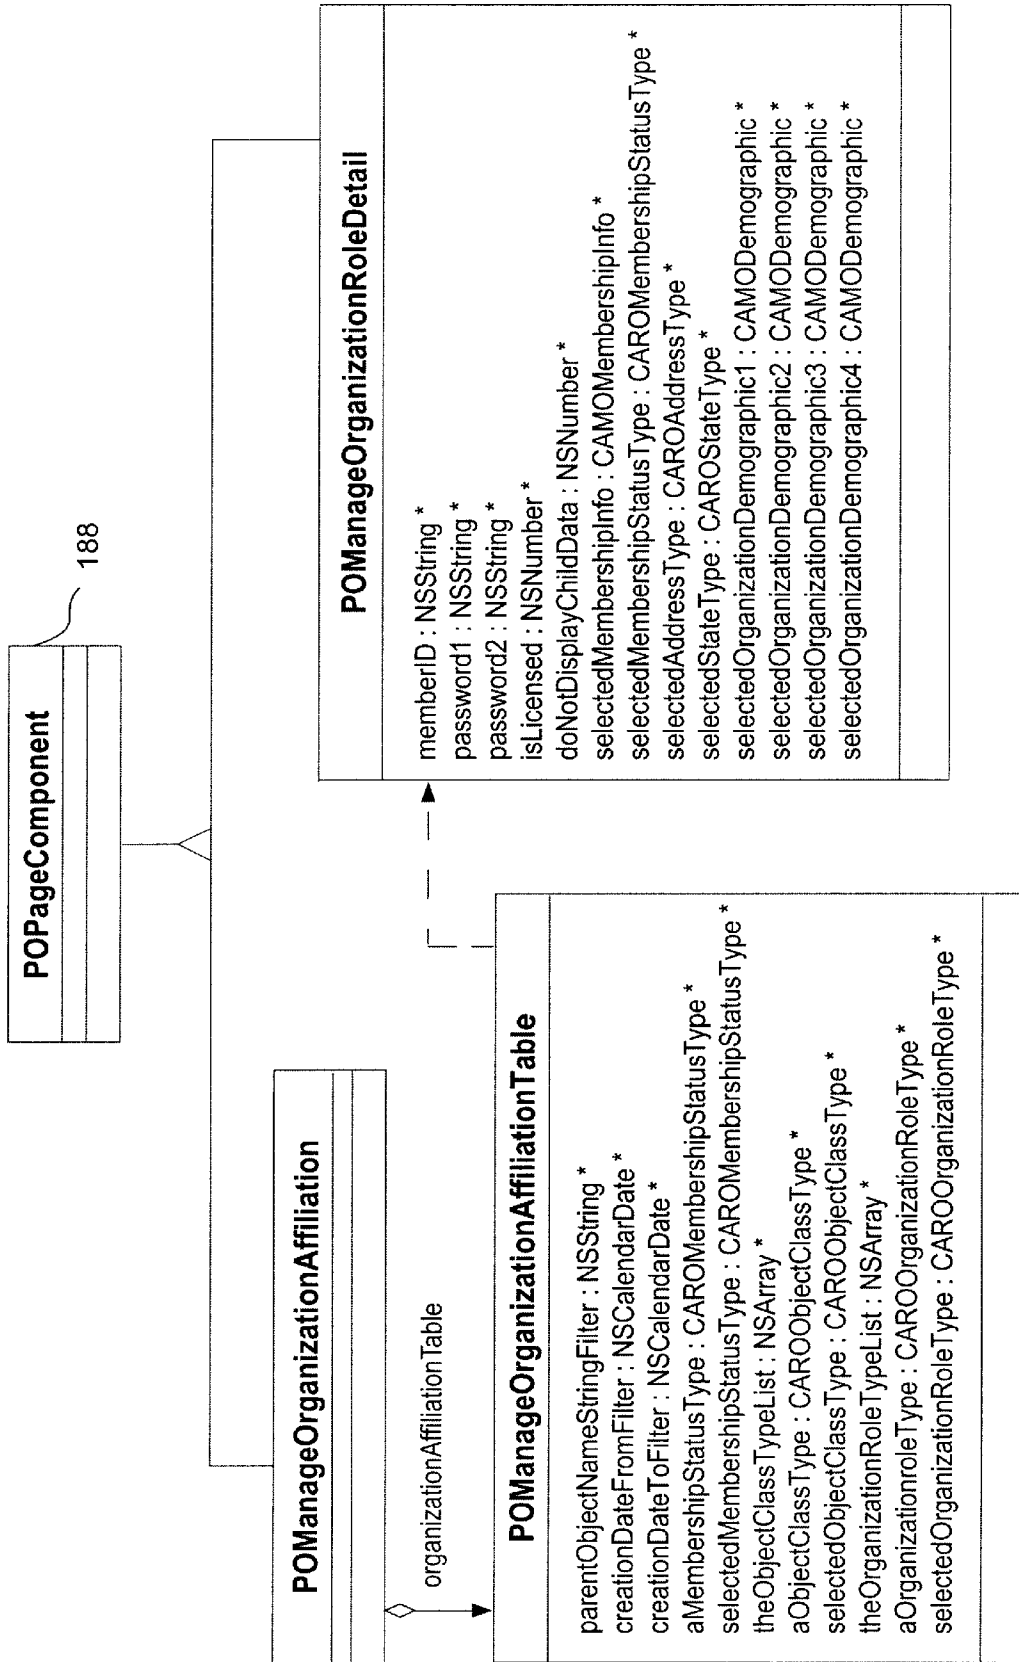 POPageComponent
188
POManageOrganizationAffiliation
organizationAffiliationTable
POManageOrganizationAffiliationTable
parentObjectNameStringFilter : NSString *
creationDateFromFilter : NSCalendarDate *
creationDateToFilter : NSCalendarDate *
aMembershipStatusType : CAROMembershipStatusType *
selectedMembershipStatusType : CAROMembershipStatusType *
theObjectClassTypeList : NSArray *
aObjectClassType : CAROObjectClassType *
selectedObjectClassType : CAROObjectClassType *
theOrganizationRoleTypeList : NSArray *
aOrganizationroleType : CAROOrganizationRoleType *
selectedOrganizationRoleType : CAROOrganizationRoleType *
POManageOrganizationRoleDetail
memberID : NSString *
password1 : NSString *
password2 : NSString *
isLicensed : NSNumber *
doNotDisplayChildData : NSNumber *
selectedMembershipInfo : CAMOMembershipInfo *
selectedMembershipStatusType : CAROMembershipStatusType *
selectedAddressType : CAROAddressType *
selectedStateType : CAROStateType *
selectedOrganizationDemographic1 : CAMODemographic *
selectedOrganizationDemographic2 : CAMODemographic *
selectedOrganizationDemographic3 : CAMODemographic *
selectedOrganizationDemographic4 : CAMODemographic *